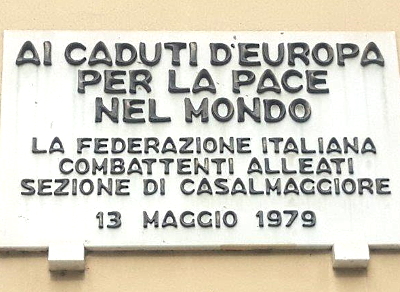 AI CADUTI D'EUROPA
PER LA PACE
NEL MONDO
LA FEDERAZIONE ITALIANA
COMBATTENTI ALLEATI
SEZIONE DI CASALMAGGIORE
13 MAGGIO 1979